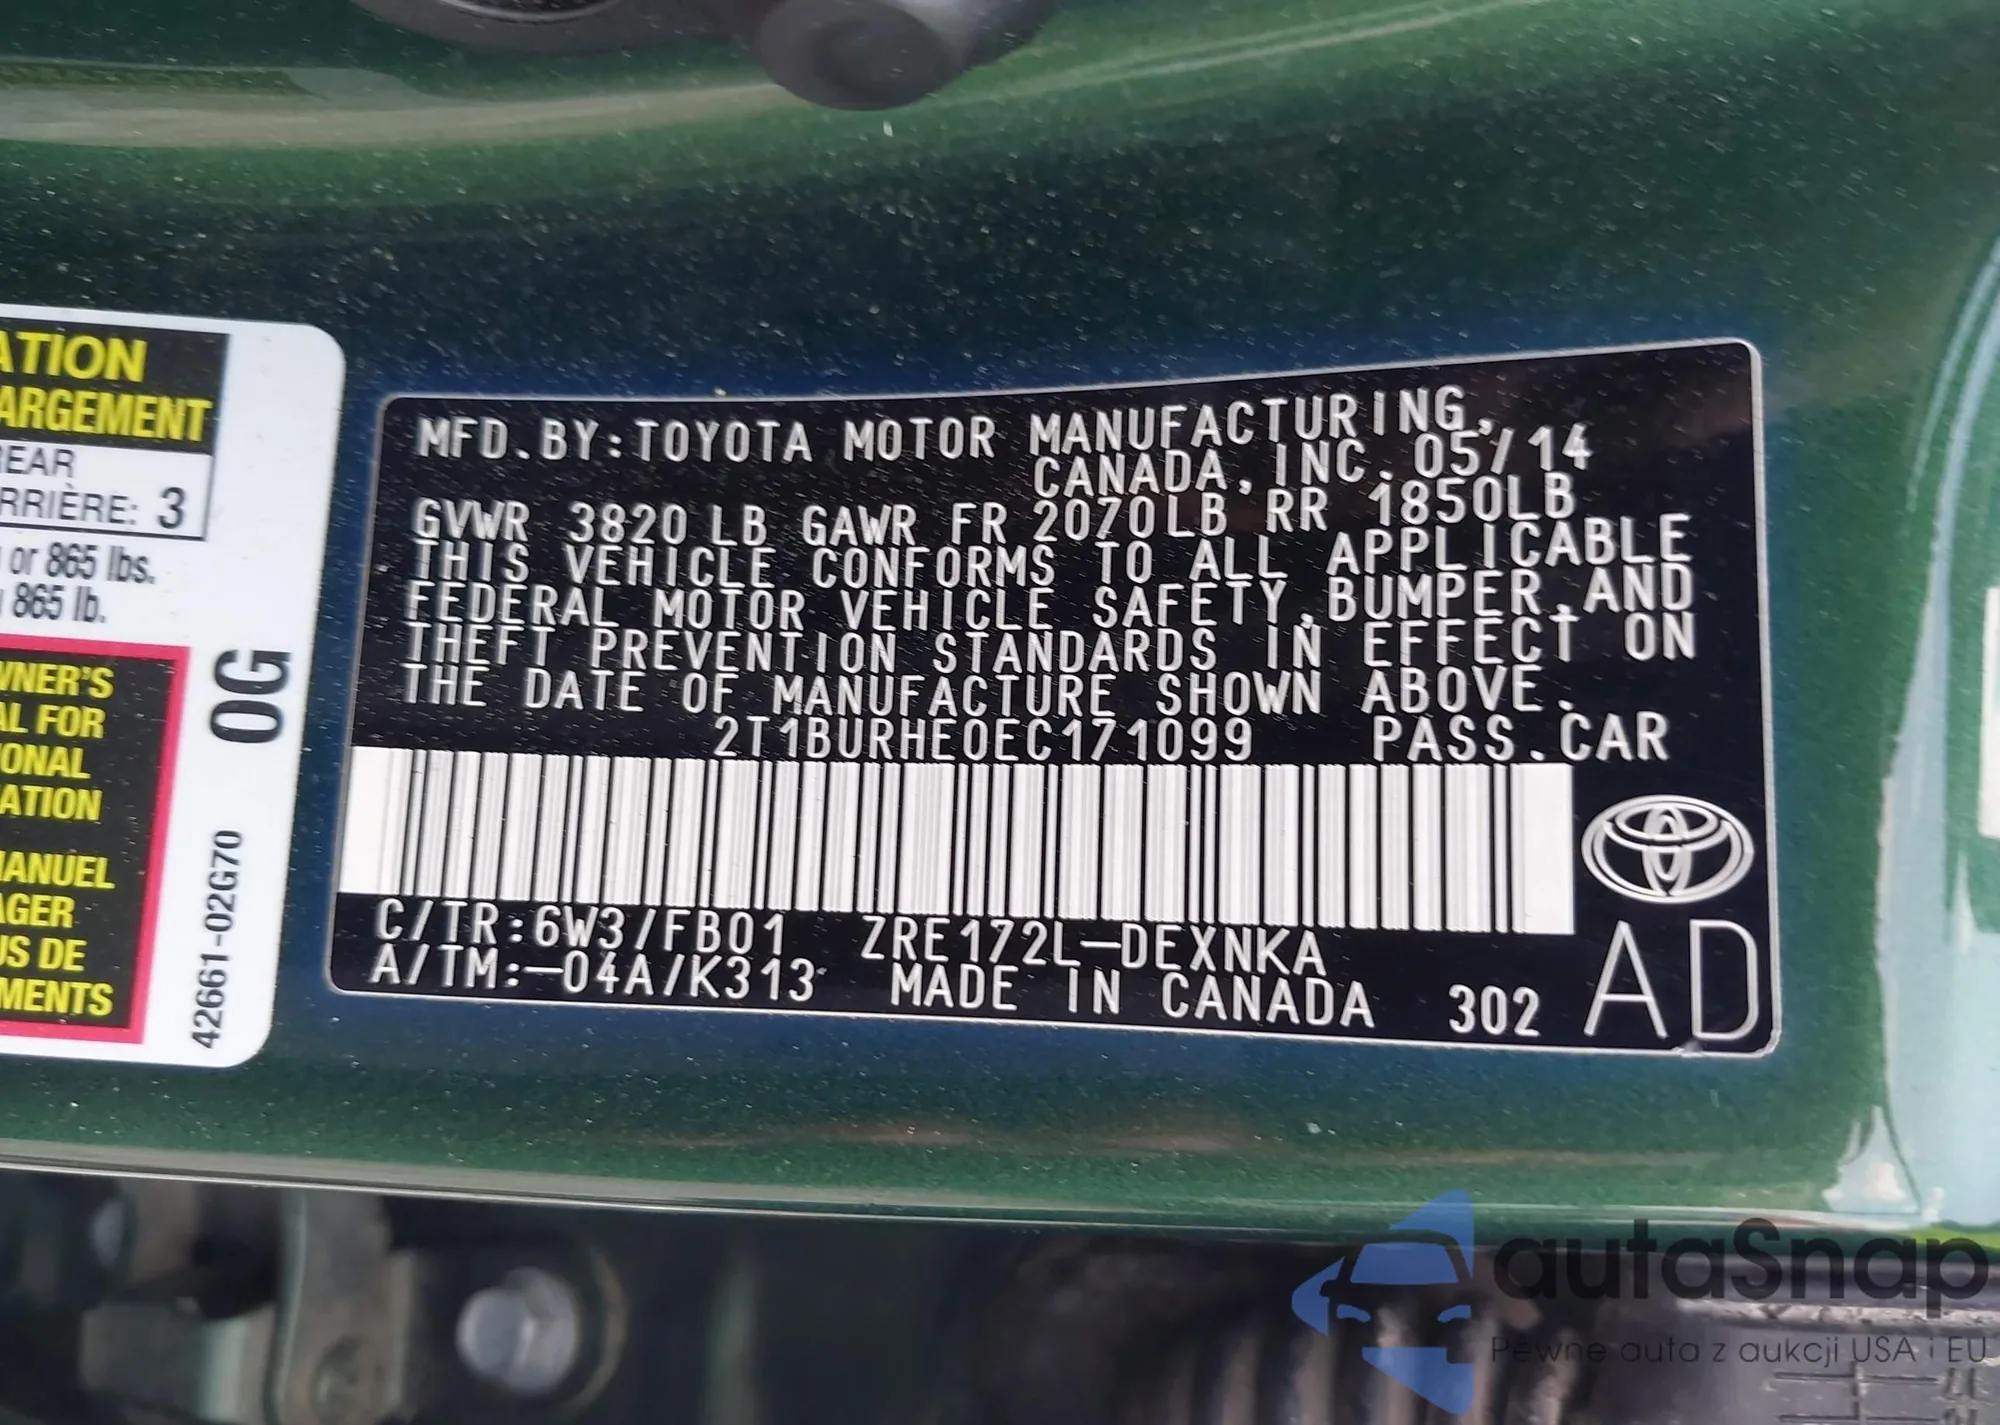 ATION
ARGEMENT
REAR
RRIÈRE: 3
or 865 lbs.
865 lb.
WNER'S
AL FOR
IONAL
ATION
MANUEL
AGER
US DE
MENTS
0G
42661-02G70
MFD.BY:TOYOTA MOTOR MANUFACTURING,
CANADA,INC. 05/14
GVWR 3820 LB GAWR FR 2070LB RR 1850LB
THIS VEHICLE CONFORMS TO ALL APPLICABLE
FEDERAL MOTOR VEHICLE SAFETY,BUMPER,AND
THEFT PREVENTION STANDARDS IN EFFECT ON
THE DATE OF MANUFACTURE SHOWN ABOVE.
2T1BURHE0EC171099 PASS.CAR
C/TR:6W3/FB01 ZRE172L-DEXNKA
A/TM:-04A/K313 MADE IN CANADA 302
AD
autaSnap
Pewne auta z aukcji USA i EU